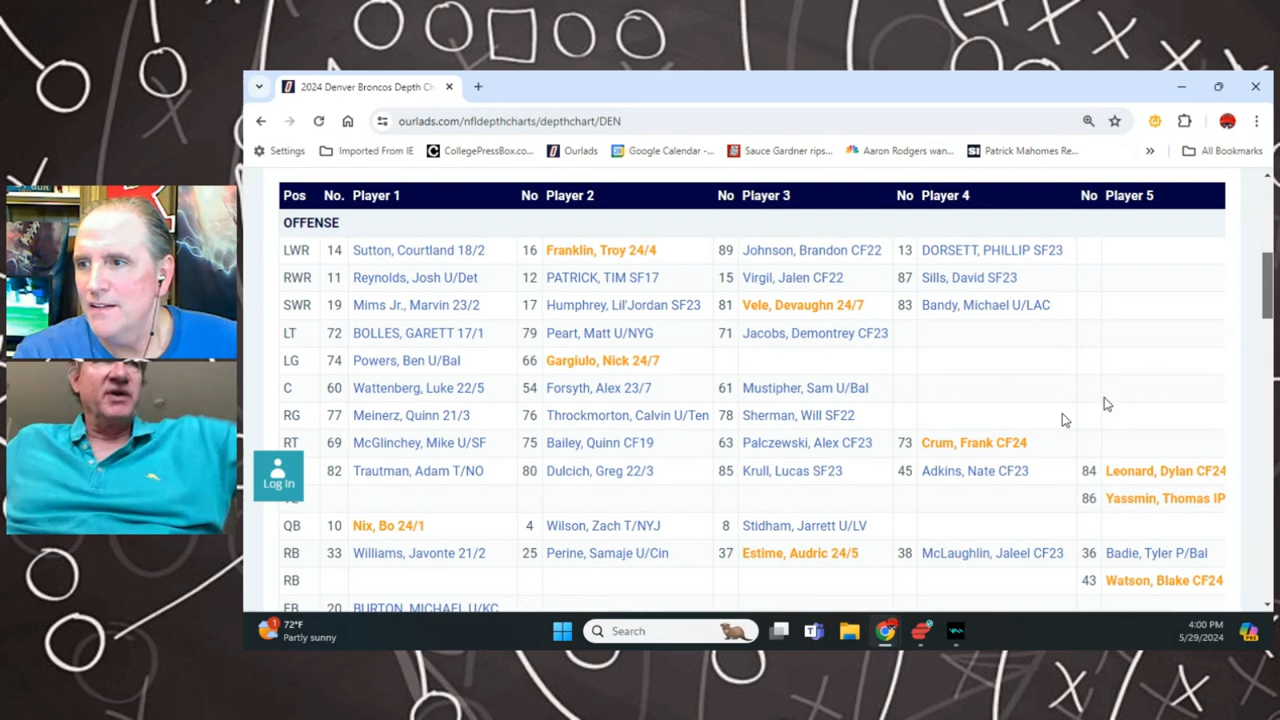 2024 Denver Broncos Depth Ch
ourlads.com/nfldepthcharts/depthchart/DEN
Settings Imported From IE CollegePressBox.co... Ourlads Google Calendar -... Sauce Gardner rips... Aaron Rodgers wan... Patrick Mahomes Re... » All Bookmarks
Pos No. Player 1 No Player 2 No Player 3 No Player 4 No Player 5
OFFENSE
LWR 14 Sutton, Courtland 18/2 16 Franklin, Troy 24/4 89 Johnson, Brandon CF22 13 DORSETT, PHILLIP SF23
RWR 11 Reynolds, Josh U/Det 12 PATRICK, TIM SF17 15 Virgil, Jalen CF22 87 Sills, David SF23
SWR 19 Mims Jr., Marvin 23/2 17 Humphrey, Lil'Jordan SF23 81 Vele, Devaughn 24/7 83 Bandy, Michael U/LAC
LT 72 BOLLES, GARETT 17/1 79 Peart, Matt U/NYG 71 Jacobs, Demontrey CF23
LG 74 Powers, Ben U/Bal 66 Gargiulo, Nick 24/7
C 60 Wattenberg, Luke 22/5 54 Forsyth, Alex 23/7 61 Mustipher, Sam U/Bal
RG 77 Meinerz, Quinn 21/3 76 Throckmorton, Calvin U/Ten 78 Sherman, Will SF22
RT 69 McGlinchey, Mike U/SF 75 Bailey, Quinn CF19 63 Palczewski, Alex CF23 73 Crum, Frank CF24
82 Trautman, Adam T/NO 80 Dulcich, Greg 22/3 85 Krull, Lucas SF23 45 Adkins, Nate CF23 84 Leonard, Dylan CF24
Log In
86 Yassmin, Thomas IP
QB 10 Nix, Bo 24/1 4 Wilson, Zach T/NYJ 8 Stidham, Jarrett U/LV
RB 33 Williams, Javonte 21/2 25 Perine, Samaje U/Cin 37 Estime, Audric 24/5 38 McLaughlin, Jaleel CF23 36 Badie, Tyler P/Bal
RB 43 Watson, Blake CF24
FB 20 BURTON, MICHAEL U/KC
1 72°F
Partly sunny
Search
4:00 PM
5/29/2024